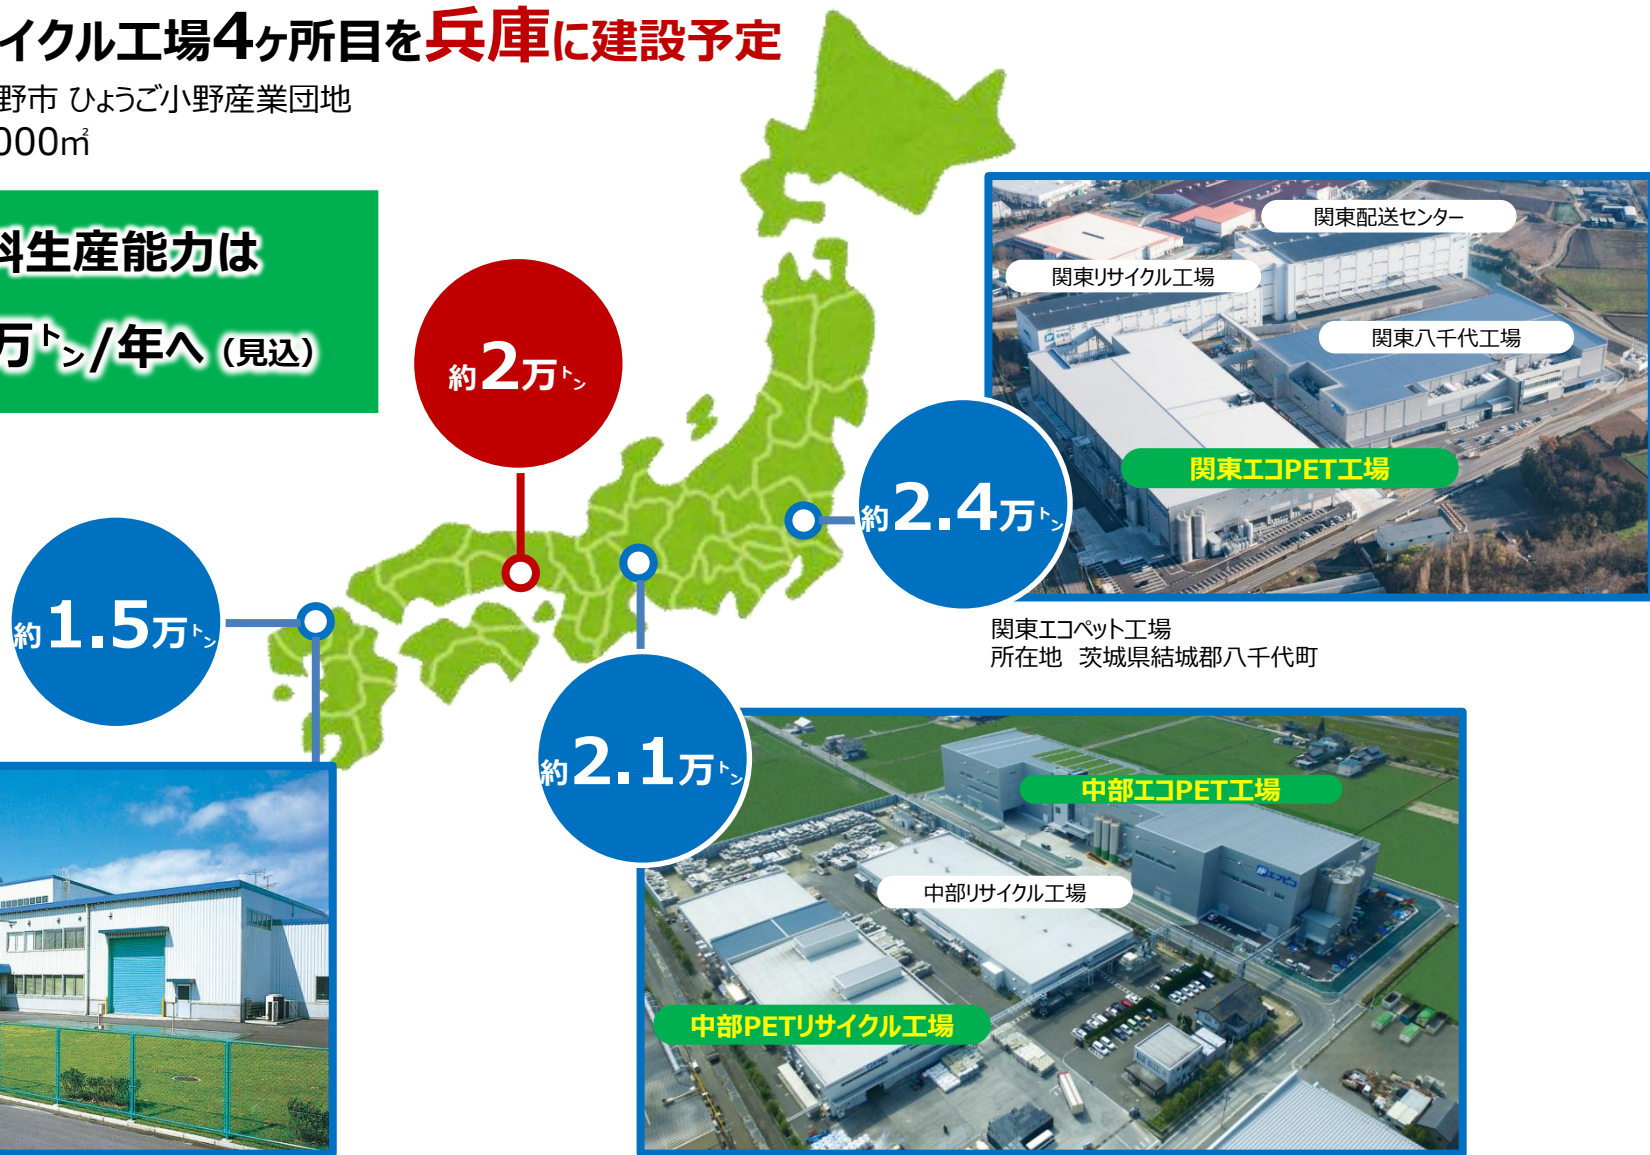 イクル工場4ヶ所目を兵庫に建設予定
野市 ひょうご小野産業団地
000㎡
料生産能力は
万トン/年へ（見込）
約2万トン
関東配送センター
関東リサイクル工場
関東八千代工場
関東エコPET工場
約2.4万トン
約1.5万トン
関東エコペット工場
所在地　茨城県結城郡八千代町
約2.1万トン
中部エコPET工場
エフピコ
中部リサイクル工場
中部PETリサイクル工場